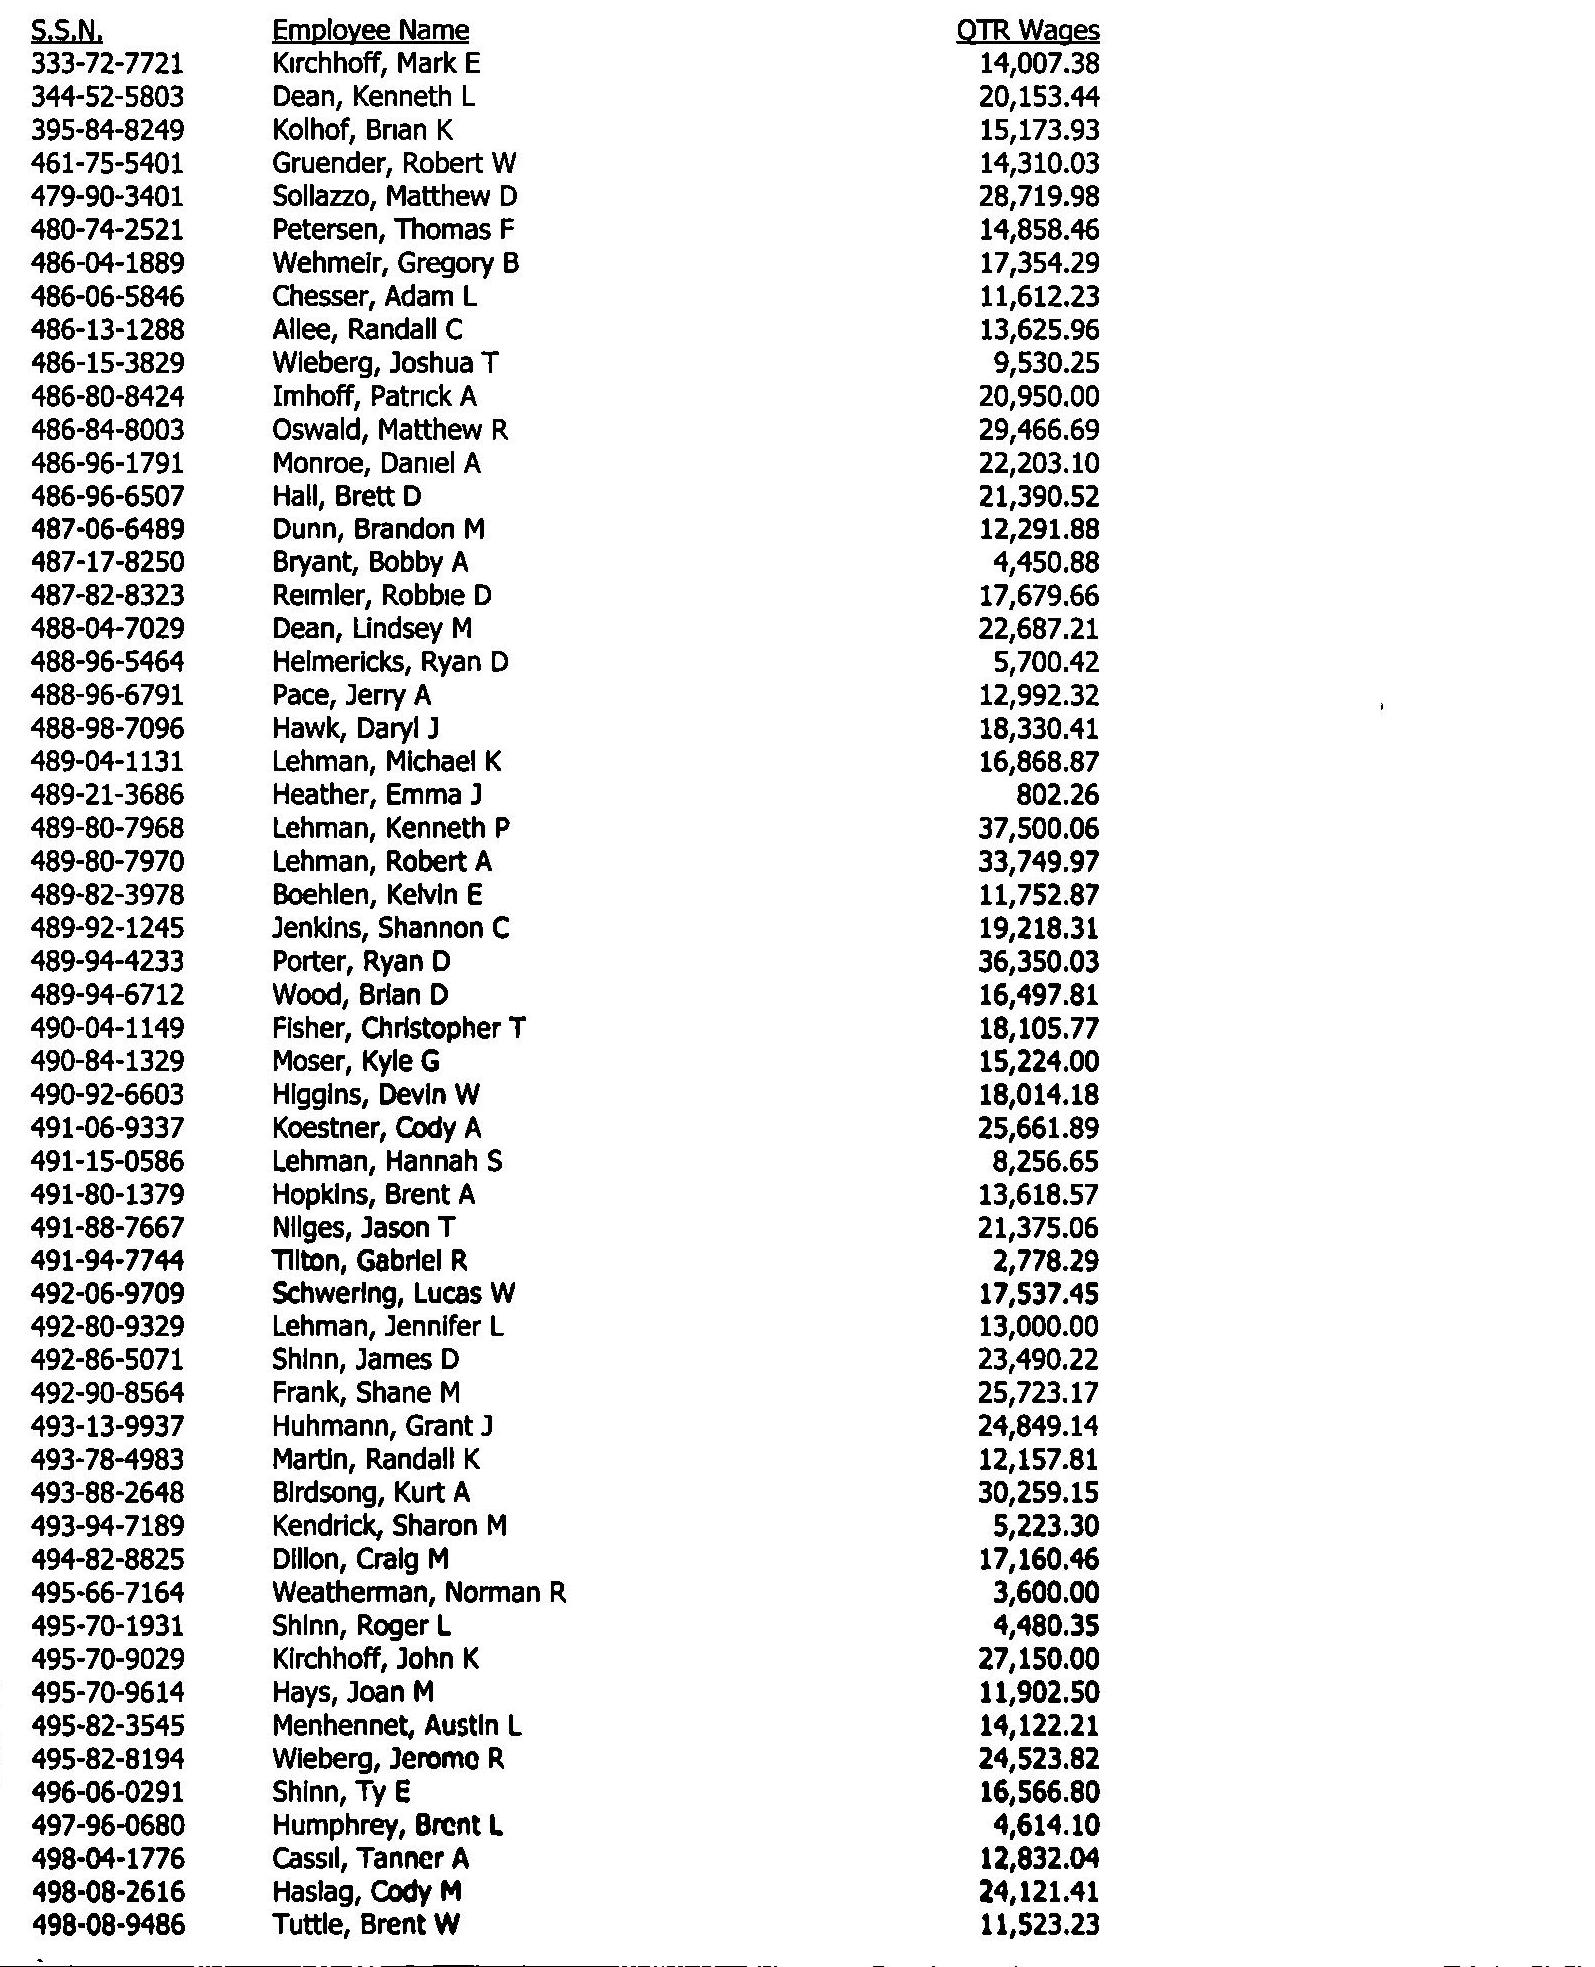 S.S.N. Employee Name QTR Wages
333-72-7721 Kirchhoff, Mark E 14,007.38
344-52-5803 Dean, Kenneth L 20,153.44
395-84-8249 Kolhof, Brian K 15,173.93
461-75-5401 Gruender, Robert W 14,310.03
479-90-3401 Sollazzo, Matthew D 28,719.98
480-74-2521 Petersen, Thomas F 14,858.46
486-04-1889 Wehmeir, Gregory B 17,354.29
486-06-5846 Chesser, Adam L 11,612.23
486-13-1288 Allee, Randall C 13,625.96
486-15-3829 Wieberg, Joshua T 9,530.25
486-80-8424 Imhoff, Patrick A 20,950.00
486-84-8003 Oswald, Matthew R 29,466.69
486-96-1791 Monroe, Daniel A 22,203.10
486-96-6507 Hall, Brett D 21,390.52
487-06-6489 Dunn, Brandon M 12,291.88
487-17-8250 Bryant, Bobby A 4,450.88
487-82-8323 Reimler, Robbie D 17,679.66
488-04-7029 Dean, Lindsey M 22,687.21
488-96-5464 Helmericks, Ryan D 5,700.42
488-96-6791 Pace, Jerry A 12,992.32
488-98-7096 Hawk, Daryl J 18,330.41
489-04-1131 Lehman, Michael K 16,868.87
489-21-3686 Heather, Emma J 802.26
489-80-7968 Lehman, Kenneth P 37,500.06
489-80-7970 Lehman, Robert A 33,749.97
489-82-3978 Boehlen, Kelvin E 11,752.87
489-92-1245 Jenkins, Shannon C 19,218.31
489-94-4233 Porter, Ryan D 36,350.03
489-94-6712 Wood, Brian D 16,497.81
490-04-1149 Fisher, Christopher T 18,105.77
490-84-1329 Moser, Kyle G 15,224.00
490-92-6603 Higgins, Devin W 18,014.18
491-06-9337 Koestner, Cody A 25,661.89
491-15-0586 Lehman, Hannah S 8,256.65
491-80-1379 Hopkins, Brent A 13,618.57
491-88-7667 Nilges, Jason T 21,375.06
491-94-7744 Tilton, Gabriel R 2,778.29
492-06-9709 Schwering, Lucas W 17,537.45
492-80-9329 Lehman, Jennifer L 13,000.00
492-86-5071 Shinn, James D 23,490.22
492-90-8564 Frank, Shane M 25,723.17
493-13-9937 Huhmann, Grant J 24,849.14
493-78-4983 Martin, Randall K 12,157.81
493-88-2648 Birdsong, Kurt A 30,259.15
493-94-7189 Kendrick, Sharon M 5,223.30
494-82-8825 Dillon, Craig M 17,160.46
495-66-7164 Weatherman, Norman R 3,600.00
495-70-1931 Shinn, Roger L 4,480.35
495-70-9029 Kirchhoff, John K 27,150.00
495-70-9614 Hays, Joan M 11,902.50
495-82-3545 Menhennet, Austin L 14,122.21
495-82-8194 Wieberg, Jerome R 24,523.82
496-06-0291 Shinn, Ty E 16,566.80
497-96-0680 Humphrey, Brent L 4,614.10
498-04-1776 Cassil, Tanner A 12,832.04
498-08-2616 Haslag, Cody M 24,121.41
498-08-9486 Tuttle, Brent W 11,523.23